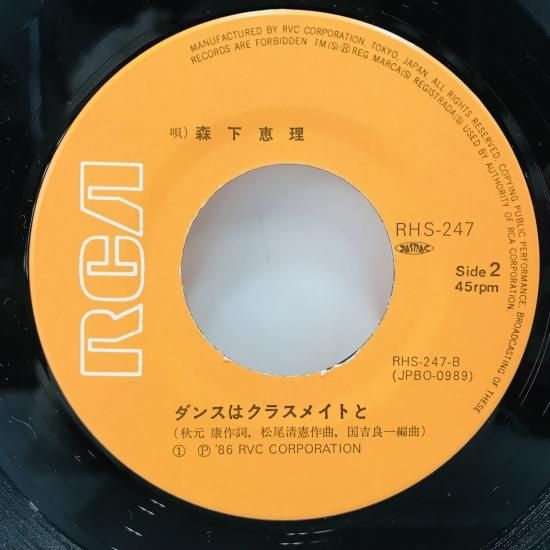 MANUFACTURED BY RVC CORPORATION, TOKYO, JAPAN. ALL RIGHTS RESERVED. COPYING PUBLIC PERFORMANCE, BROADCASTING OF THESE
RECORDS ARE FORBIDDEN TM(S)® REG MARCA(S) REGISTRADA(S) USED BY AUTHORITY OF RCA CORPORATION.
唄) 森下恵理
RCA
RHS-247
JASRAC
Side 2
45rpm
RHS-247-B
(JPBO-0989)
ダンスはクラスメイトと
(秋元 康作詞, 松尾清憲作曲, 国吉良一編曲)
① Ⓟ '86 RVC CORPORATION